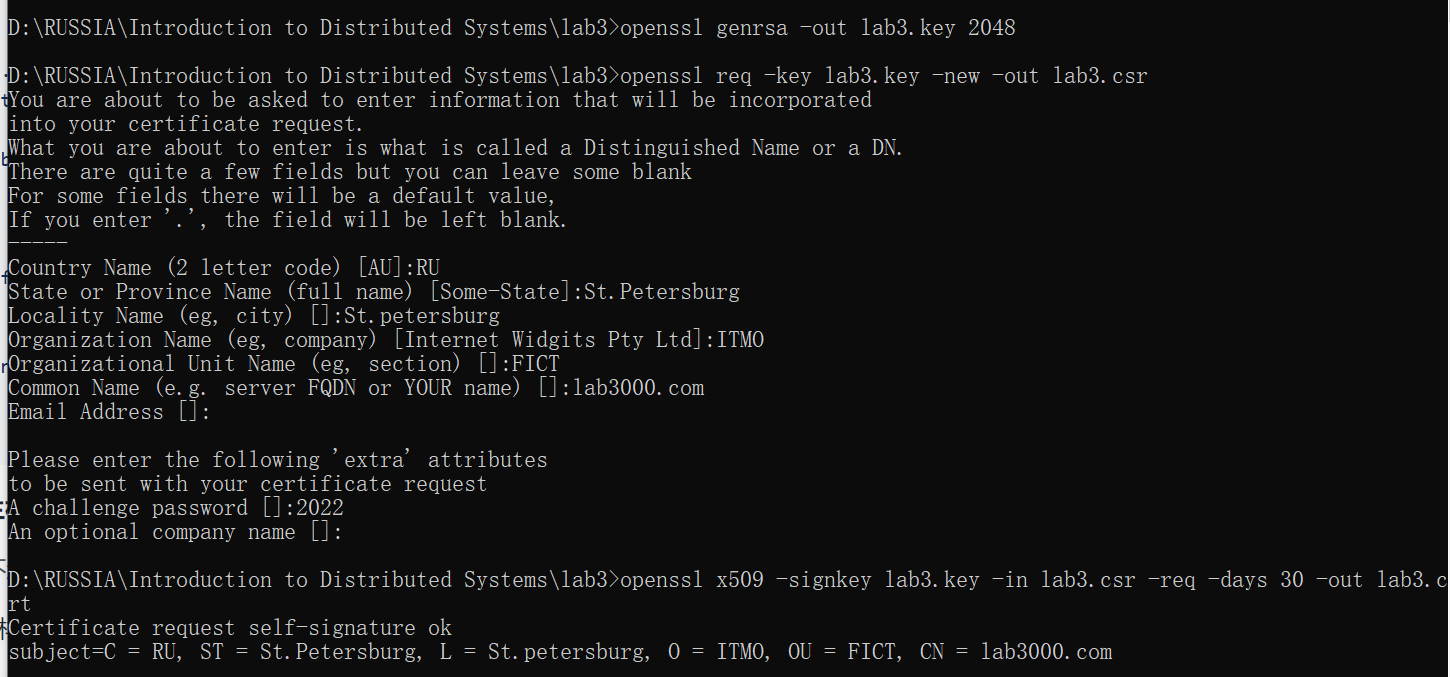 D:\RUSSIA\Introduction to Distributed Systems\lab3>openssl genrsa -out lab3.key 2048
D:\RUSSIA\Introduction to Distributed Systems\lab3>openssl req -key lab3.key -new -out lab3.csr
You are about to be asked to enter information that will be incorporated
into your certificate request.
What you are about to enter is what is called a Distinguished Name or a DN.
There are quite a few fields but you can leave some blank
For some fields there will be a default value,
If you enter '.', the field will be left blank.
-----
Country Name (2 letter code) [AU]:RU
State or Province Name (full name) [Some-State]:St.Petersburg
Locality Name (eg, city) []:St.petersburg
Organization Name (eg, company) [Internet Widgits Pty Ltd]:ITMO
Organizational Unit Name (eg, section) []:FICT
Common Name (e.g. server FQDN or YOUR name) []:lab3000.com
Email Address []:
Please enter the following 'extra' attributes
to be sent with your certificate request
A challenge password []:2022
An optional company name []:
D:\RUSSIA\Introduction to Distributed Systems\lab3>openssl x509 -signkey lab3.key -in lab3.csr -req -days 30 -out lab3.c
rt
Certificate request self-signature ok
subject=C = RU, ST = St.Petersburg, L = St.petersburg, O = ITMO, OU = FICT, CN = lab3000.com